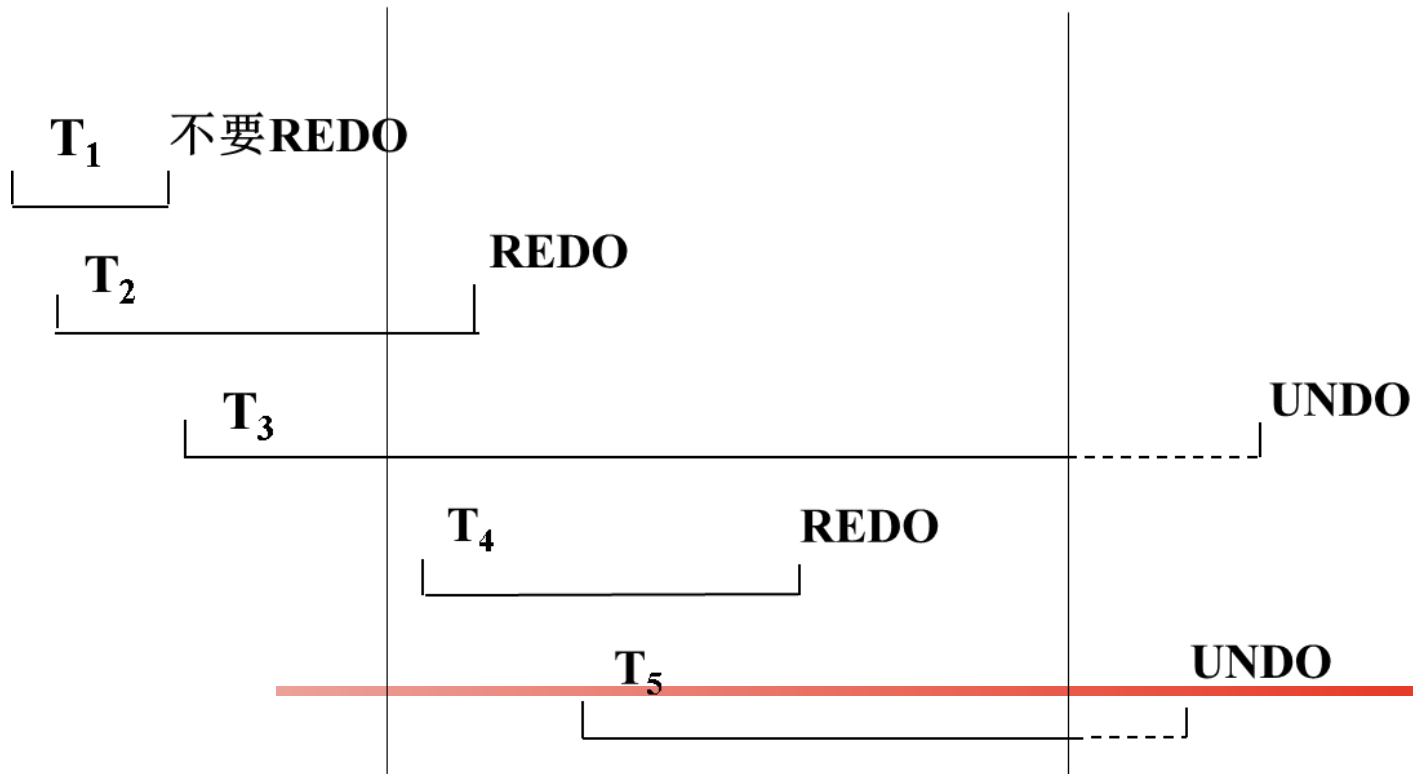 T₁ 不要REDO
T₂ REDO
T₃ UNDO
T₄ REDO
T₅ UNDO